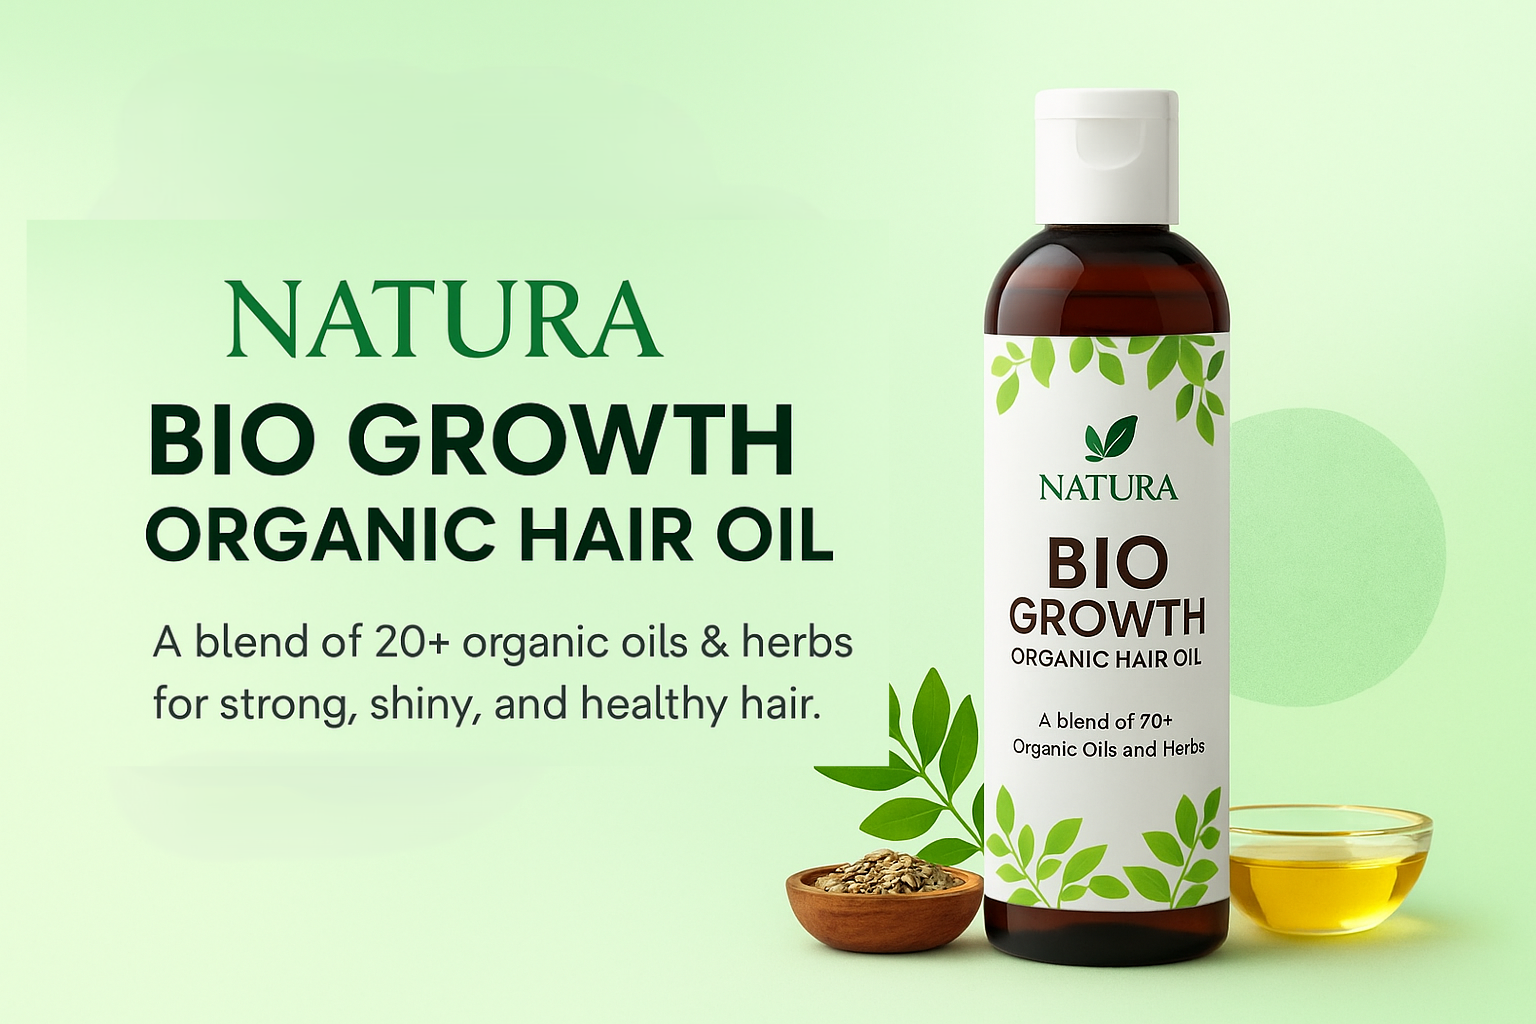 NATURA
BIO GROWTH
ORGANIC HAIR OIL
A blend of 20+ organic oils & herbs
for strong, shiny, and healthy hair.
NATURA
BIO
GROWTH
ORGANIC HAIR OIL
A blend of 70+
Organic Oils and Herbs